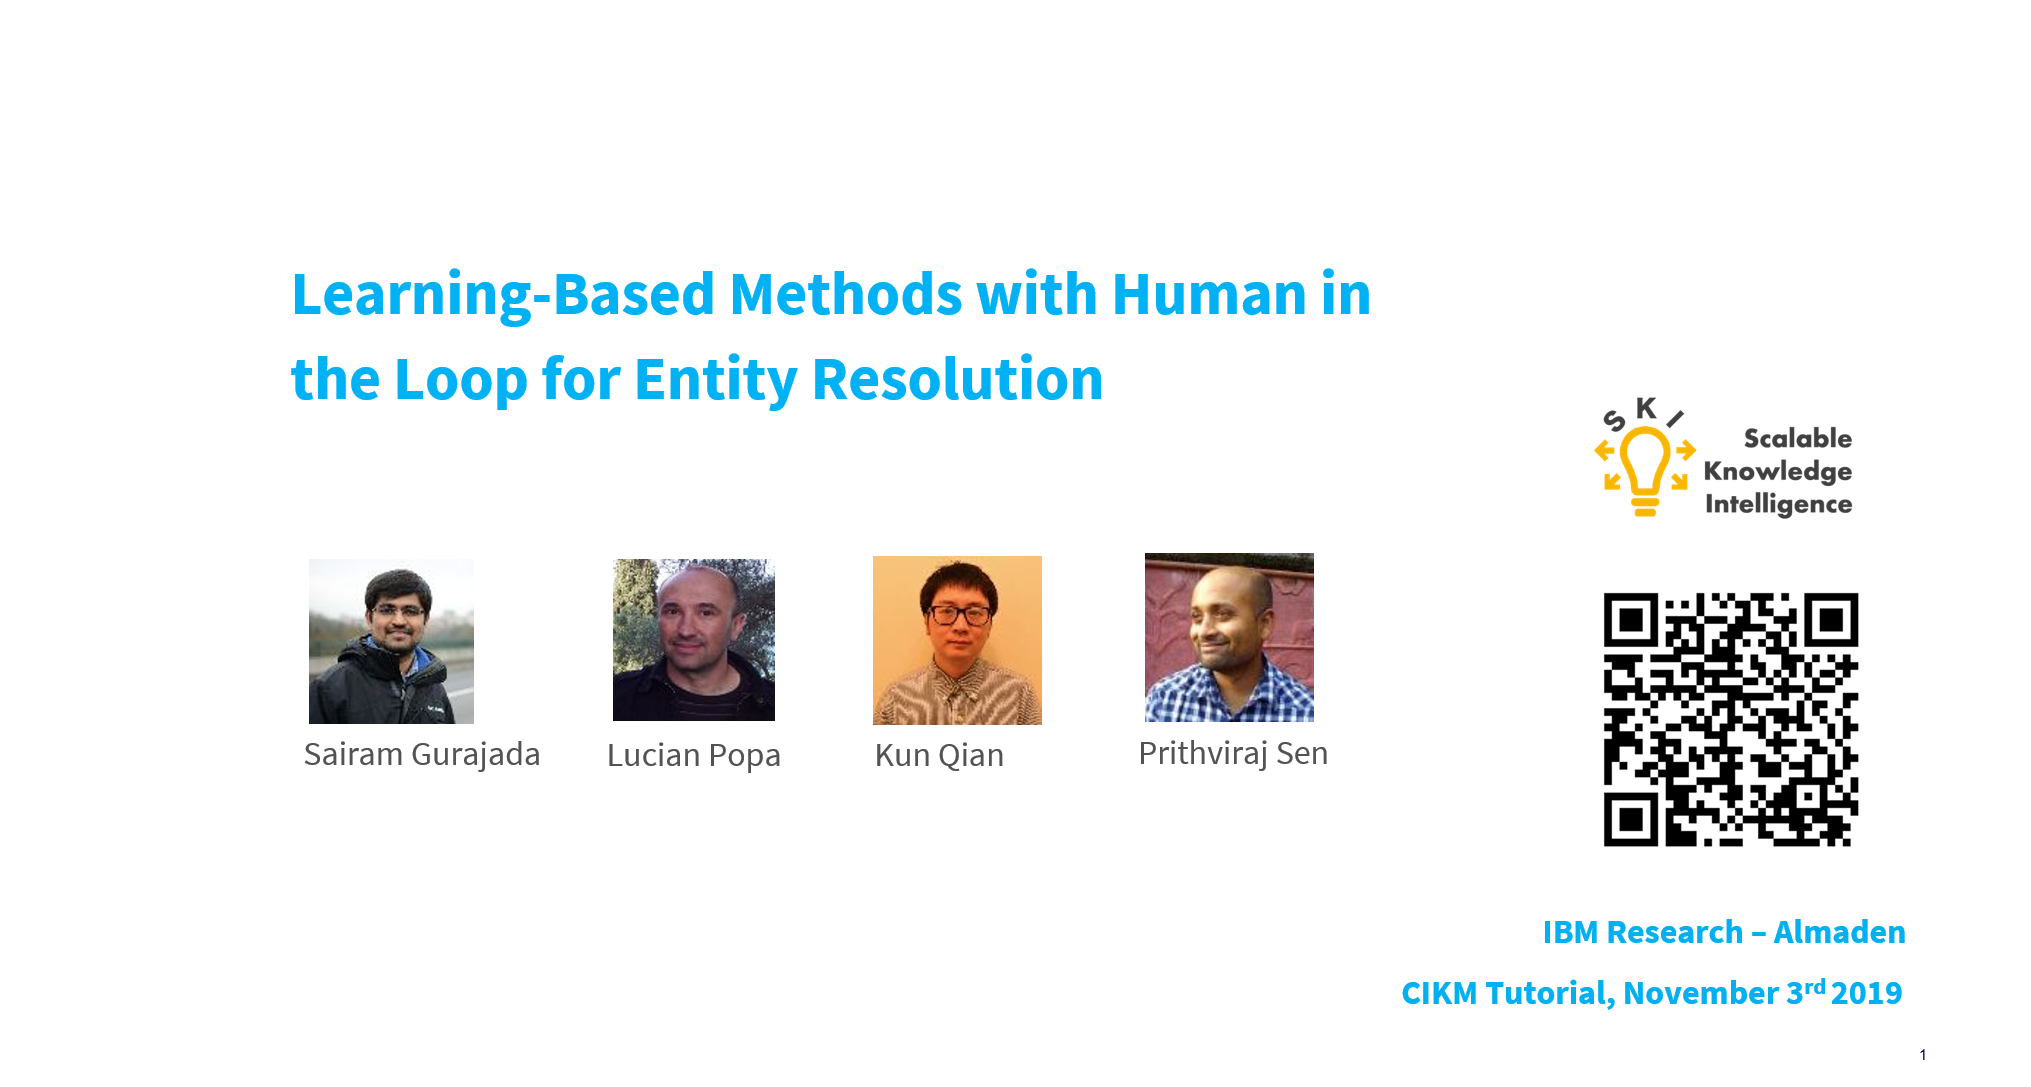 Learning-Based Methods with Human in
the Loop for Entity Resolution
S K I
Scalable
Knowledge
Intelligence
Sairam Gurajada
Lucian Popa
Kun Qian
Prithviraj Sen
IBM Research – Almaden
CIKM Tutorial, November 3rd 2019
1